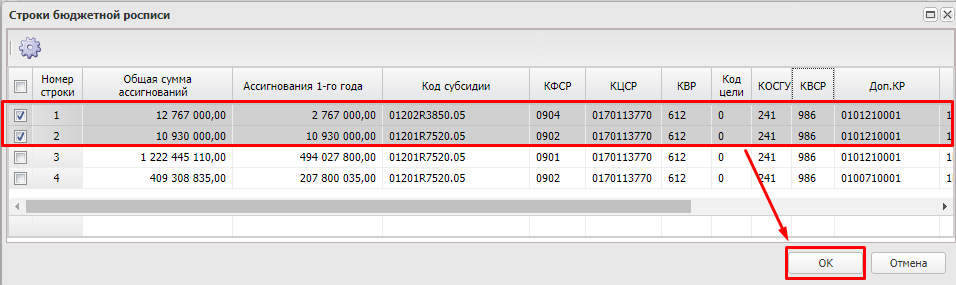 Строки бюджетной росписи
Номер строки Общая сумма ассигнований Ассигнования 1-го года Код субсидии КФСР КЦСР КВР Код цели КОСГУ КВСР Доп.КР
1 12 767 000,00 2 767 000,00 01202R3850.05 0904 0170113770 612 0 241 986 0101210001 1
2 10 930 000,00 10 930 000,00 01201R7520.05 0902 0170113770 612 0 241 986 0101210001 1
3 1 222 445 110,00 494 027 800,00 01201R7520.05 0901 0170113770 612 0 241 986 0101210001 1
4 409 308 835,00 207 800 035,00 01201R7520.05 0902 0170113770 612 0 241 986 0100710001 1
ОК Отмена